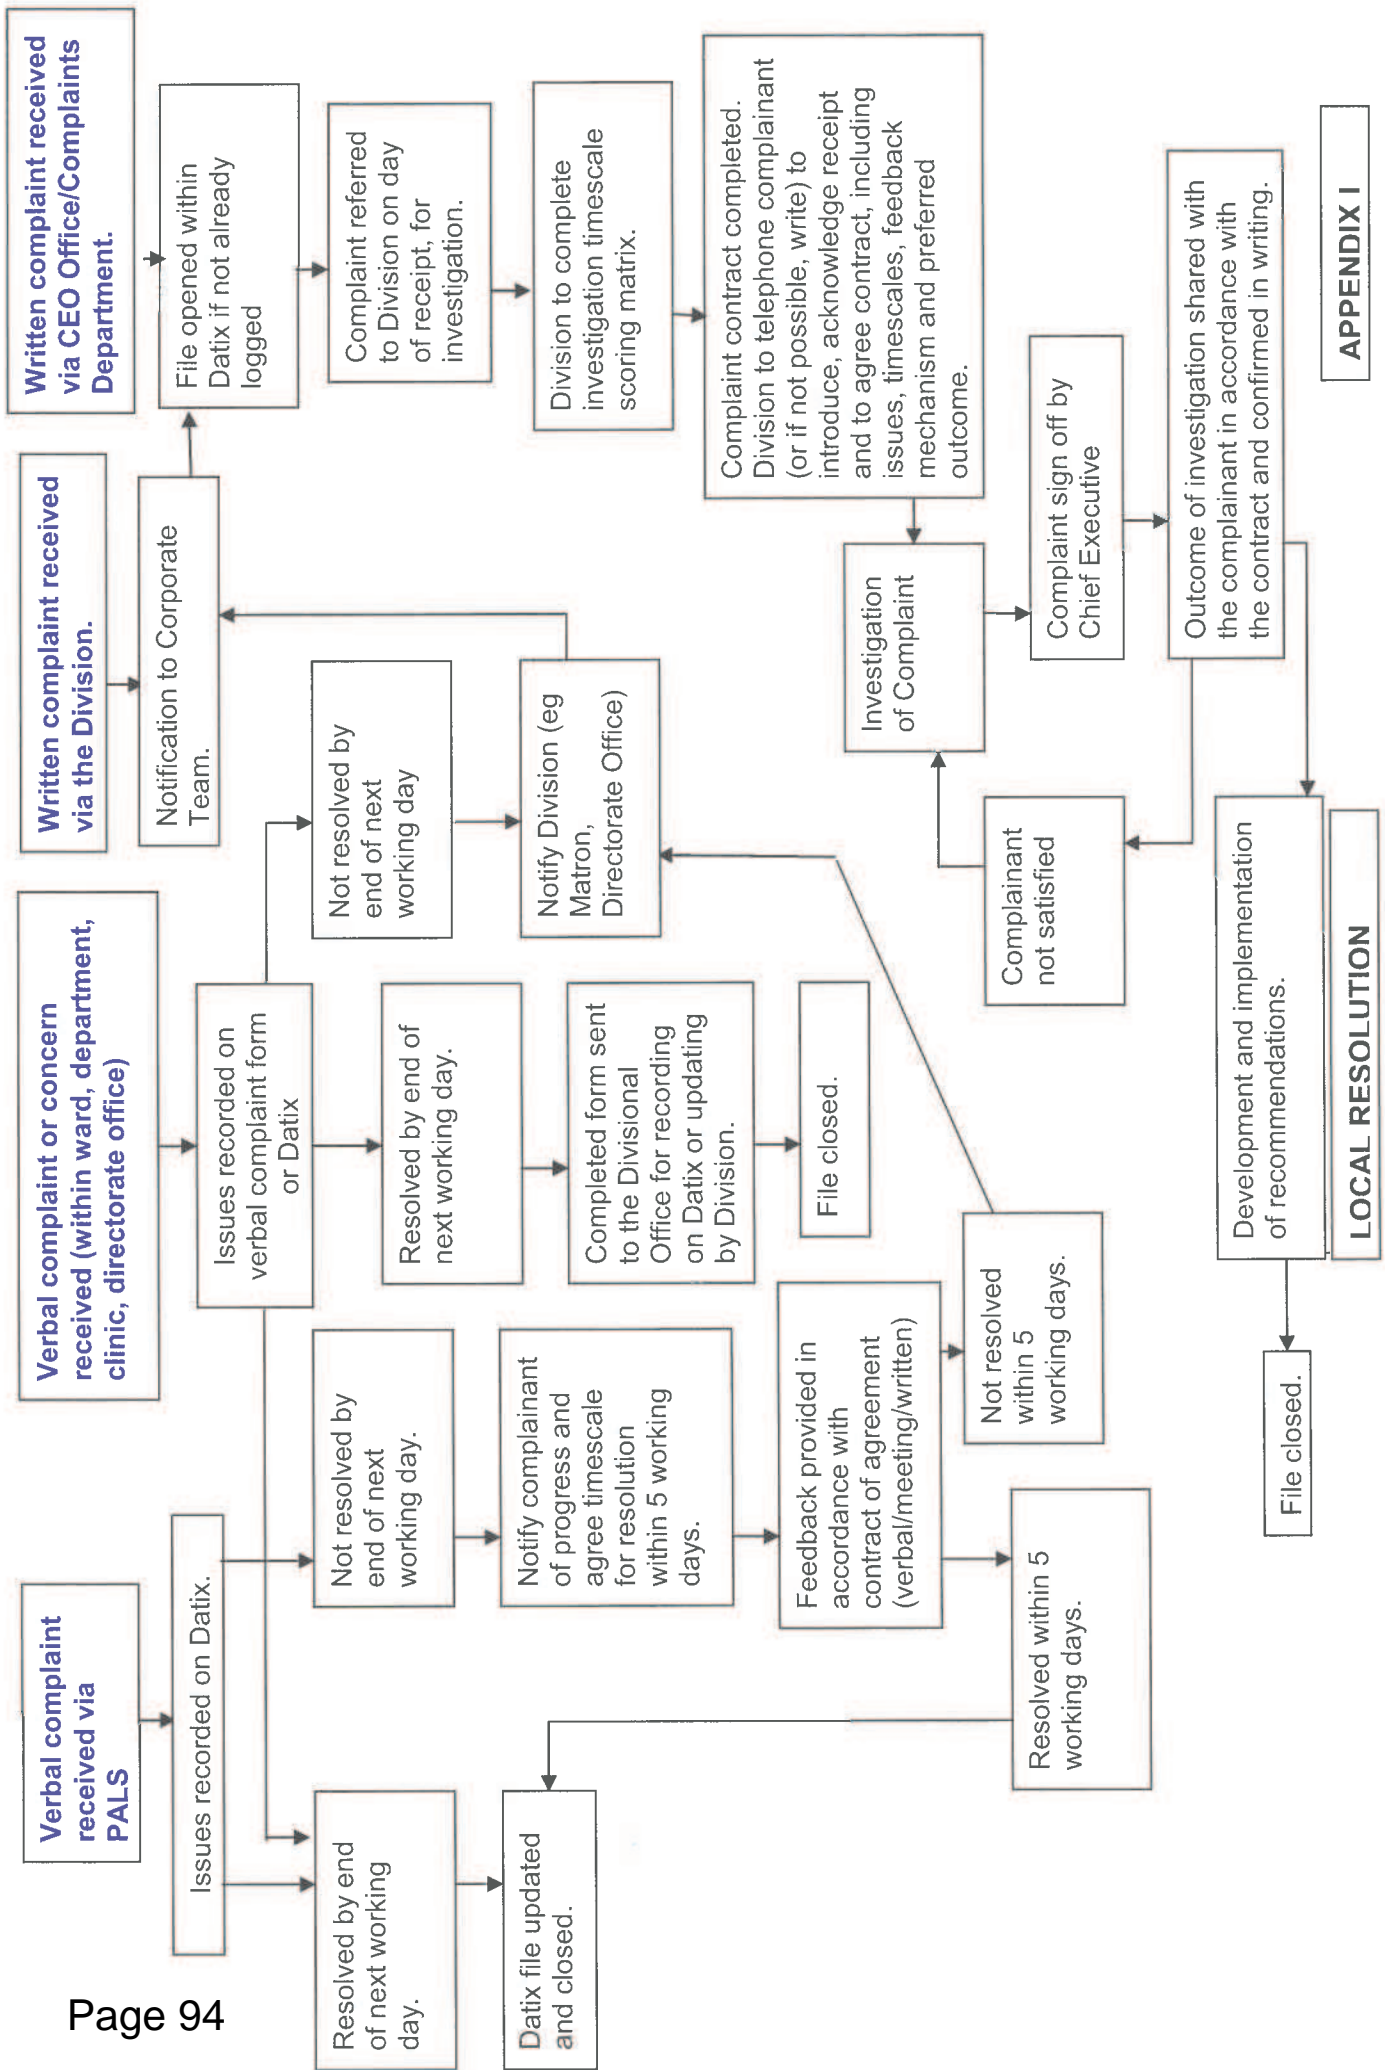 Verbal complaint
received via
PALS
Issues recorded on Datix.
Resolved by end
of next working
day.
Datix file updated
and closed.
Not resolved by
end of next
working day.
Notify complainant
of progress and
agree timescale
for resolution
within 5 working
days.
Feedback provided in
accordance with
contract of agreement
(verbal/meeting/written)
Resolved within 5
working days.
Not resolved
within 5
working days.
Verbal complaint or concern
received (within ward, department,
clinic, directorate office)
Issues recorded on
verbal complaint form
or Datix
Resolved by end of
next working day.
Completed form sent
to the Divisional
Office for recording
on Datix or updating
by Division.
File closed.
Not resolved by
end of next
working day
Notify Division (eg
Matron,
Directorate Office)
Written complaint received
via the Division.
Notification to Corporate
Team.
Written complaint received
via CEO Office/Complaints
Department.
File opened within
Datix if not already
logged
Complaint referred
to Division on day
of receipt, for
investigation.
Division to complete
investigation timescale
scoring matrix.
Complaint contract completed.
Division to telephone complainant
(or if not possible, write) to
introduce, acknowledge receipt
and to agree contract, including
issues, timescales, feedback
mechanism and preferred
outcome.
Investigation
of Complaint
Complaint sign off by
Chief Executive
Outcome of investigation shared with
the complainant in accordance with
the contract and confirmed in writing.
Complainant
not satisfied
Development and implementation
of recommendations.
File closed.
LOCAL RESOLUTION
APPENDIX I
Page 94